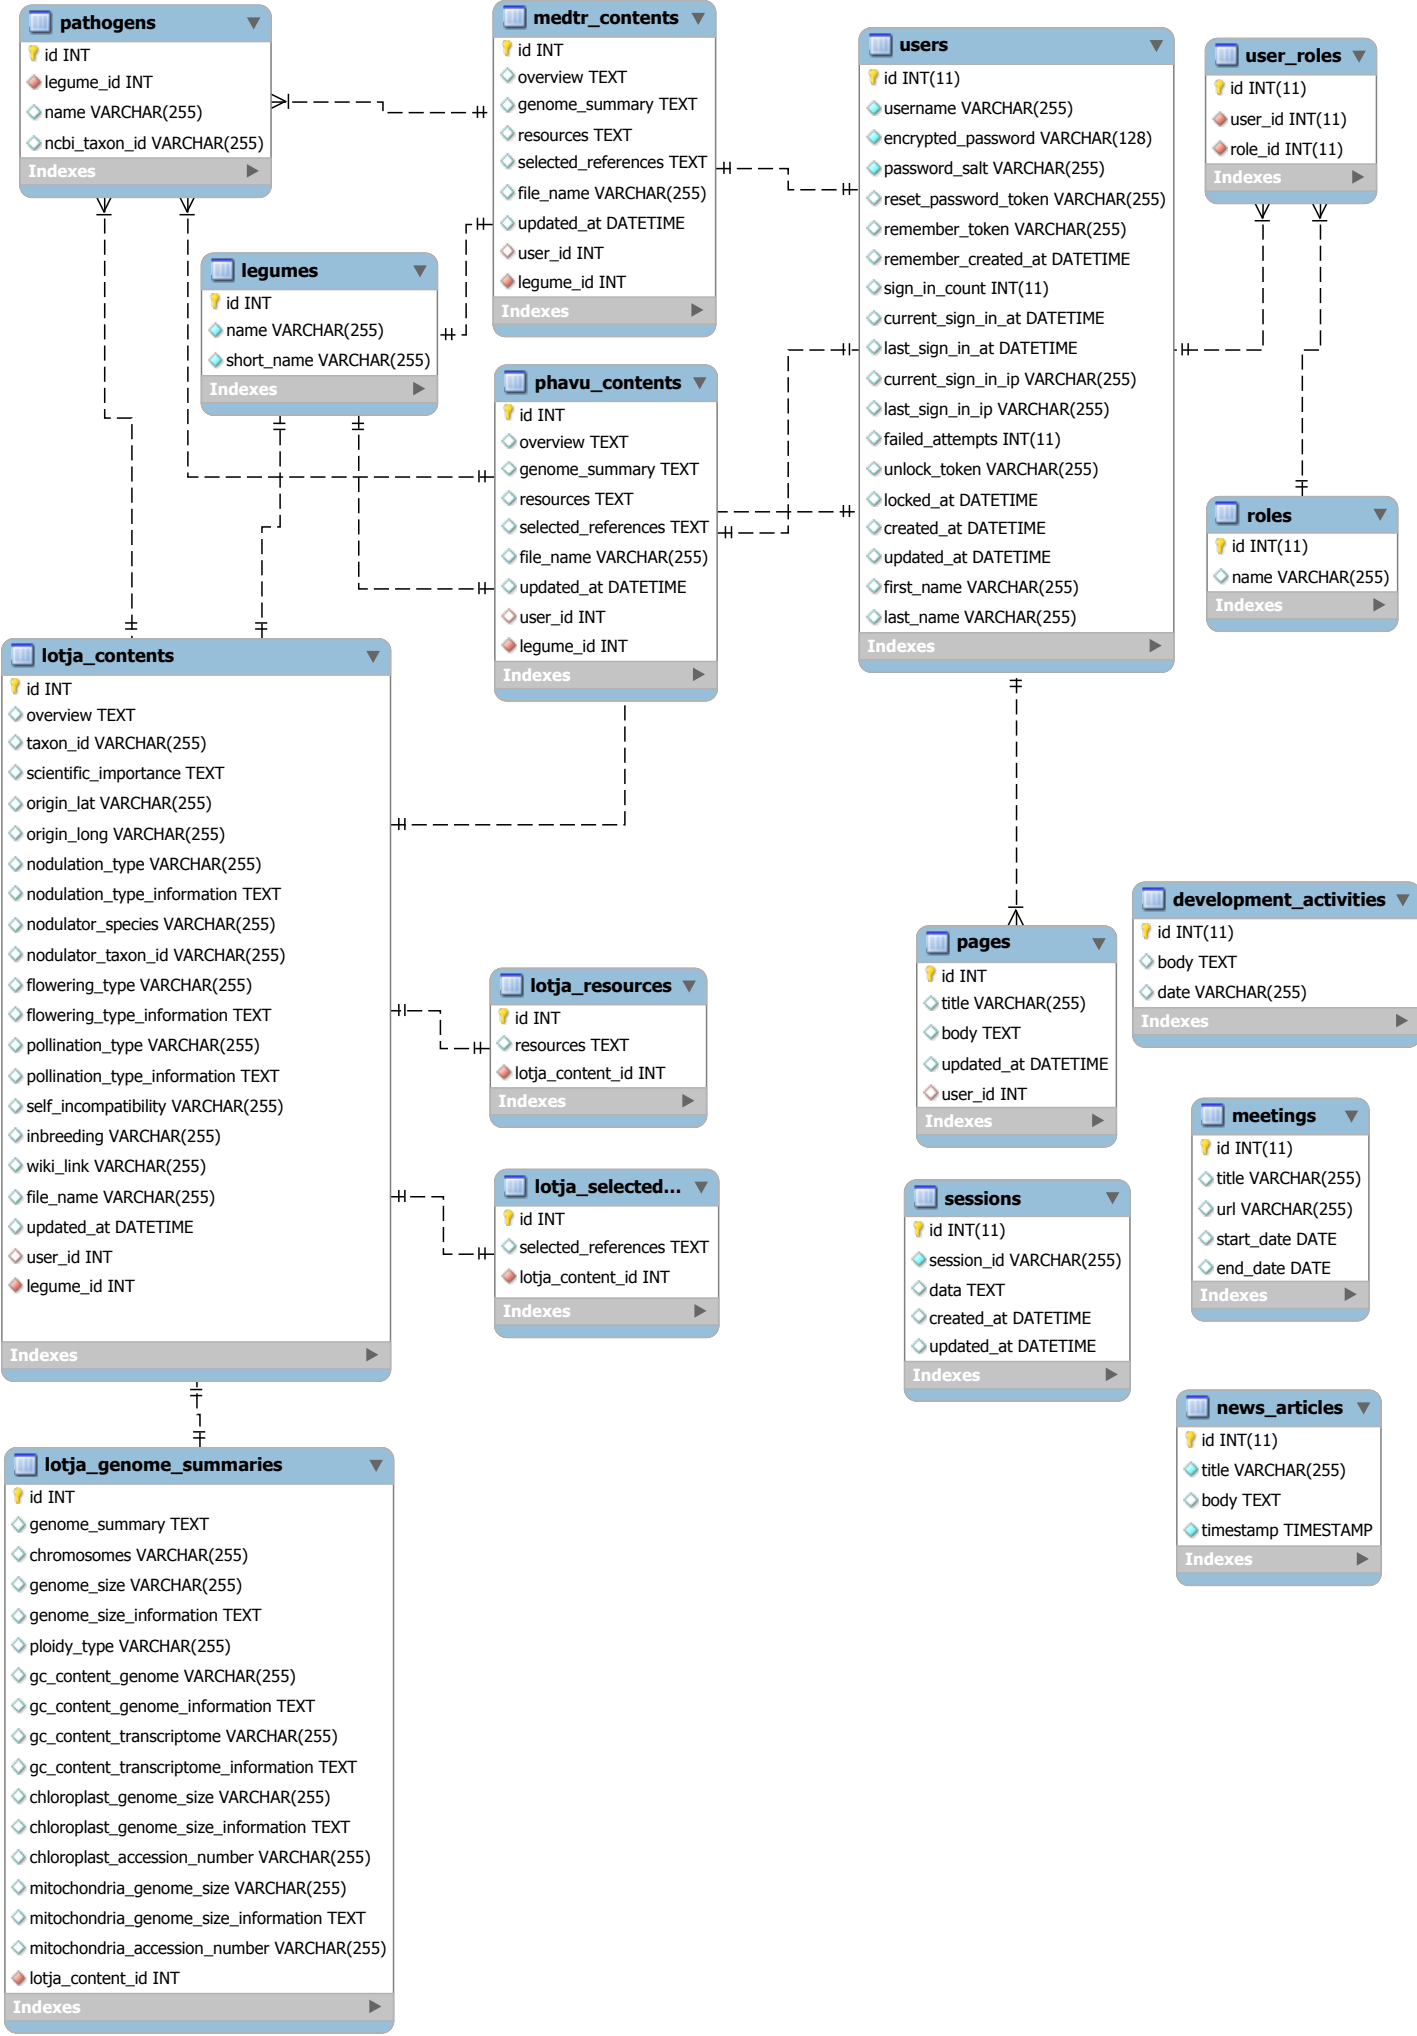 pathogens
id INT
legume_id INT
name VARCHAR(255)
ncbi_taxon_id VARCHAR(255)
Indexes
medtr_contents
id INT
overview TEXT
genome_summary TEXT
resources TEXT
selected_references TEXT
file_name VARCHAR(255)
updated_at DATETIME
user_id INT
legume_id INT
Indexes
users
id INT(11)
username VARCHAR(255)
encrypted_password VARCHAR(128)
password_salt VARCHAR(255)
reset_password_token VARCHAR(255)
remember_token VARCHAR(255)
remember_created_at DATETIME
sign_in_count INT(11)
current_sign_in_at DATETIME
last_sign_in_at DATETIME
current_sign_in_ip VARCHAR(255)
last_sign_in_ip VARCHAR(255)
failed_attempts INT(11)
unlock_token VARCHAR(255)
locked_at DATETIME
created_at DATETIME
updated_at DATETIME
first_name VARCHAR(255)
last_name VARCHAR(255)
Indexes
user_roles
id INT(11)
user_id INT(11)
role_id INT(11)
Indexes
legumes
id INT
name VARCHAR(255)
short_name VARCHAR(255)
Indexes
phavu_contents
id INT
overview TEXT
genome_summary TEXT
resources TEXT
selected_references TEXT
file_name VARCHAR(255)
updated_at DATETIME
user_id INT
legume_id INT
Indexes
roles
id INT(11)
name VARCHAR(255)
Indexes
lotja_contents
id INT
overview TEXT
taxon_id VARCHAR(255)
scientific_importance TEXT
origin_lat VARCHAR(255)
origin_long VARCHAR(255)
nodulation_type VARCHAR(255)
nodulation_type_information TEXT
nodulator_species VARCHAR(255)
nodulator_taxon_id VARCHAR(255)
flowering_type VARCHAR(255)
flowering_type_information TEXT
pollination_type VARCHAR(255)
pollination_type_information TEXT
self_incompatibility VARCHAR(255)
inbreeding VARCHAR(255)
wiki_link VARCHAR(255)
file_name VARCHAR(255)
updated_at DATETIME
user_id INT
legume_id INT
Indexes
lotja_resources
id INT
resources TEXT
lotja_content_id INT
Indexes
lotja_selected...
id INT
selected_references TEXT
lotja_content_id INT
Indexes
pages
id INT
title VARCHAR(255)
body TEXT
updated_at DATETIME
user_id INT
Indexes
development_activities
id INT(11)
body TEXT
date VARCHAR(255)
Indexes
meetings
id INT(11)
title VARCHAR(255)
url VARCHAR(255)
start_date DATE
end_date DATE
Indexes
sessions
id INT(11)
session_id VARCHAR(255)
data TEXT
created_at DATETIME
updated_at DATETIME
Indexes
news_articles
id INT(11)
title VARCHAR(255)
body TEXT
timestamp TIMESTAMP
Indexes
lotja_genome_summaries
id INT
genome_summary TEXT
chromosomes VARCHAR(255)
genome_size VARCHAR(255)
genome_size_information TEXT
ploidy_type VARCHAR(255)
gc_content_genome VARCHAR(255)
gc_content_genome_information TEXT
gc_content_transcriptome VARCHAR(255)
gc_content_transcriptome_information TEXT
chloroplast_genome_size VARCHAR(255)
chloroplast_genome_size_information TEXT
chloroplast_accession_number VARCHAR(255)
mitochondria_genome_size VARCHAR(255)
mitochondria_genome_size_information TEXT
mitochondria_accession_number VARCHAR(255)
lotja_content_id INT
Indexes